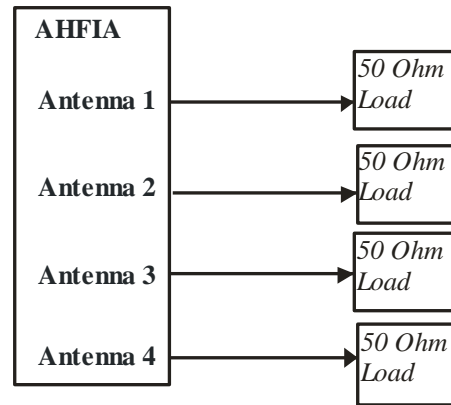 AHFIA
50 Ohm
Load
Antenna 1
50 Ohm
Load
Antenna 2
50 Ohm
Load
Antenna 3
50 Ohm
Load
Antenna 4